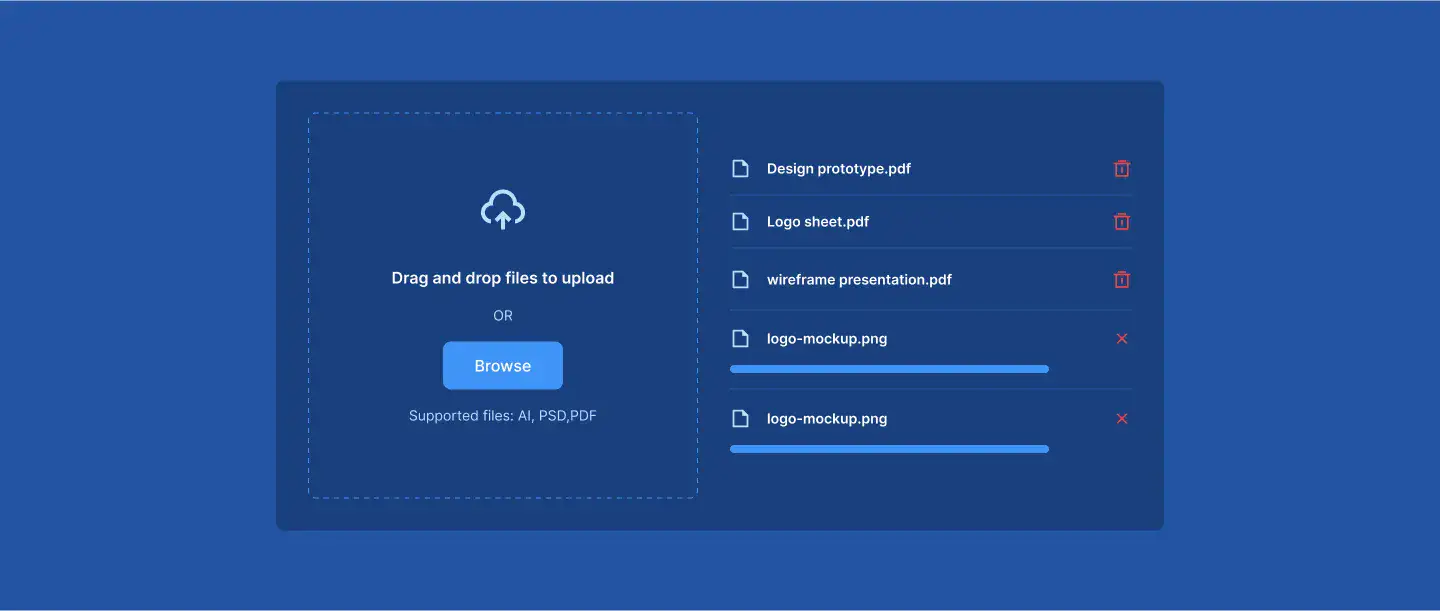 Drag and drop files to upload
OR
Browse
Supported files: AI, PSD,PDF
Design prototype.pdf
Logo sheet.pdf
wireframe presentation.pdf
logo-mockup.png
logo-mockup.png